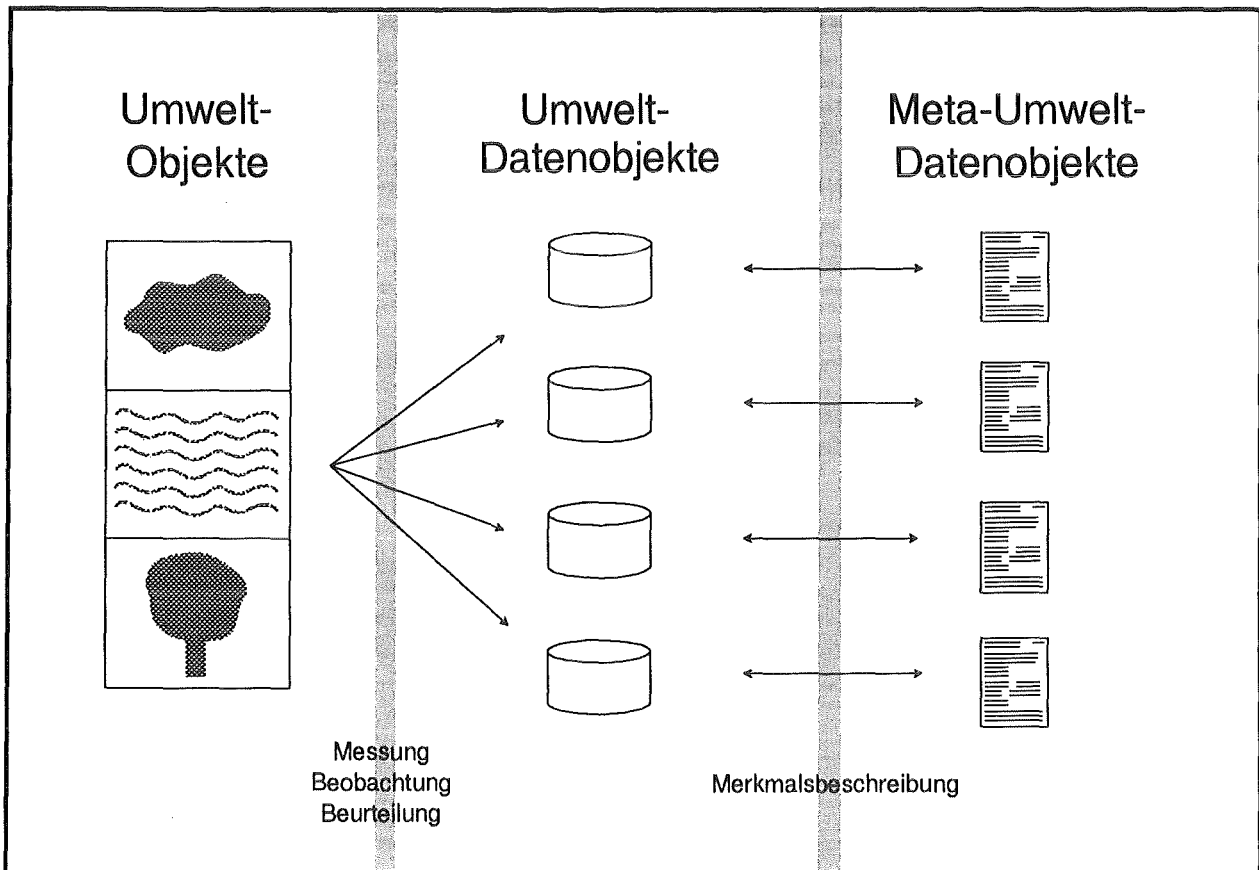 Umwelt-
Objekte
Umwelt-
Datenobjekte
Meta-Umwelt-
Datenobjekte
Messung
Beobachtung
Beurteilung
Merkmalsbeschreibung